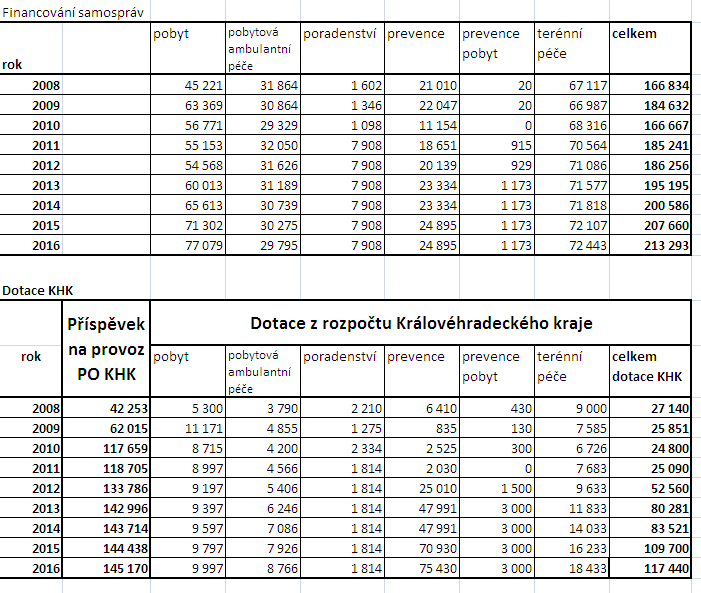 Financování samospráv
rok pobyt pobytová ambulantní péče poradenství prevence prevence pobyt terénní péče celkem
2008 45 221 31 864 1 602 21 010 20 67 117 166 834
2009 63 369 30 864 1 346 22 047 20 66 987 184 632
2010 56 771 29 329 1 098 11 154 0 68 316 166 667
2011 55 153 32 050 7 908 18 651 915 70 564 185 241
2012 54 568 31 626 7 908 20 139 929 71 086 186 256
2013 60 013 31 189 7 908 23 334 1 173 71 577 195 195
2014 65 613 30 739 7 908 23 334 1 173 71 818 200 586
2015 71 302 30 275 7 908 24 895 1 173 72 107 207 660
2016 77 079 29 795 7 908 24 895 1 173 72 443 213 293
Dotace KHK
Příspěvek na provoz PO KHK
Dotace z rozpočtu Královéhradeckého kraje
rok pobyt pobytová ambulantní péče poradenství prevence prevence pobyt terénní péče celkem dotace KHK
2008 42 253 5 300 3 790 2 210 6 410 430 9 000 27 140
2009 62 015 11 171 4 855 1 275 835 130 7 585 25 851
2010 117 659 8 715 4 200 2 334 2 525 300 6 726 24 800
2011 118 705 8 997 4 566 1 814 2 030 0 7 683 25 090
2012 133 786 9 197 5 406 1 814 25 010 1 500 9 633 52 560
2013 142 996 9 397 6 246 1 814 47 991 3 000 11 833 80 281
2014 143 714 9 597 7 086 1 814 47 991 3 000 14 033 83 521
2015 144 438 9 797 7 926 1 814 70 930 3 000 16 233 109 700
2016 145 170 9 997 8 766 1 814 75 430 3 000 18 433 117 440